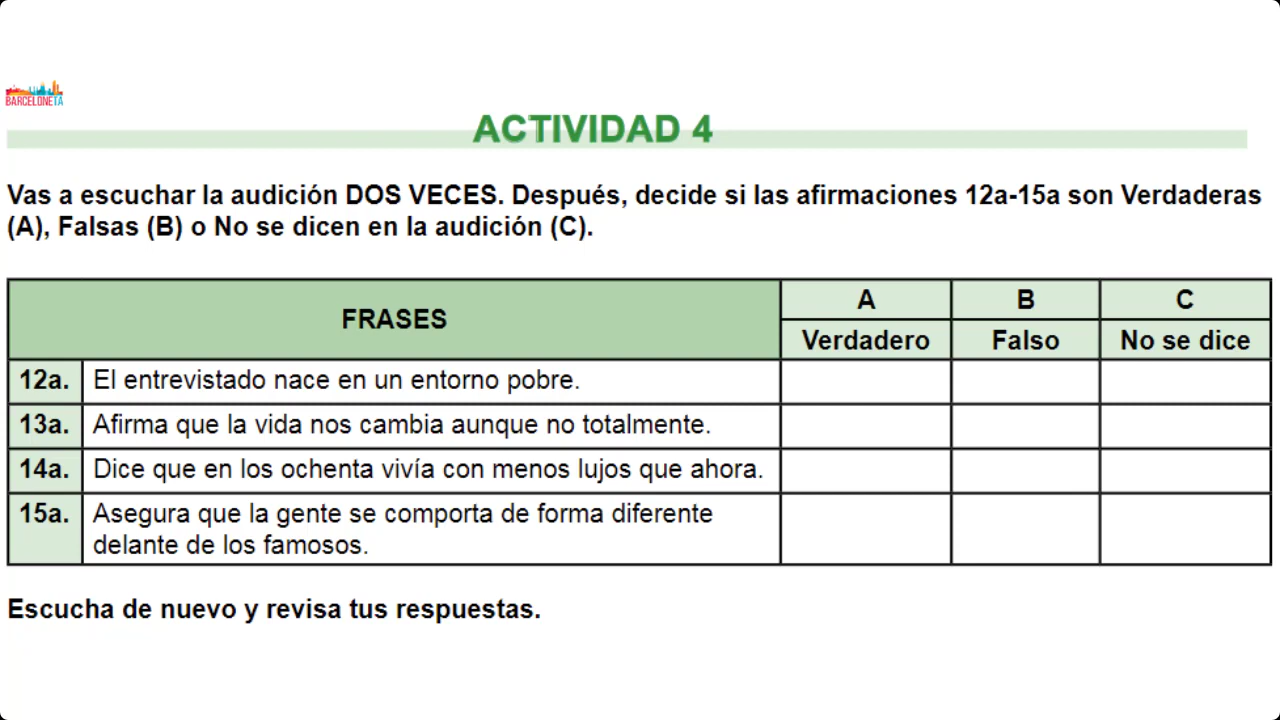 BARCELONETA
ACTIVIDAD 4
Vas a escuchar la audición DOS VECES. Después, decide si las afirmaciones 12a-15a son Verdaderas
(A), Falsas (B) o No se dicen en la audición (C).
FRASES
A
B
C
Verdadero
Falso
No se dice
12a. El entrevistado nace en un entorno pobre.
13a. Afirma que la vida nos cambia aunque no totalmente.
14a. Dice que en los ochenta vivía con menos lujos que ahora.
15a. Asegura que la gente se comporta de forma diferente
delante de los famosos.
Escucha de nuevo y revisa tus respuestas.